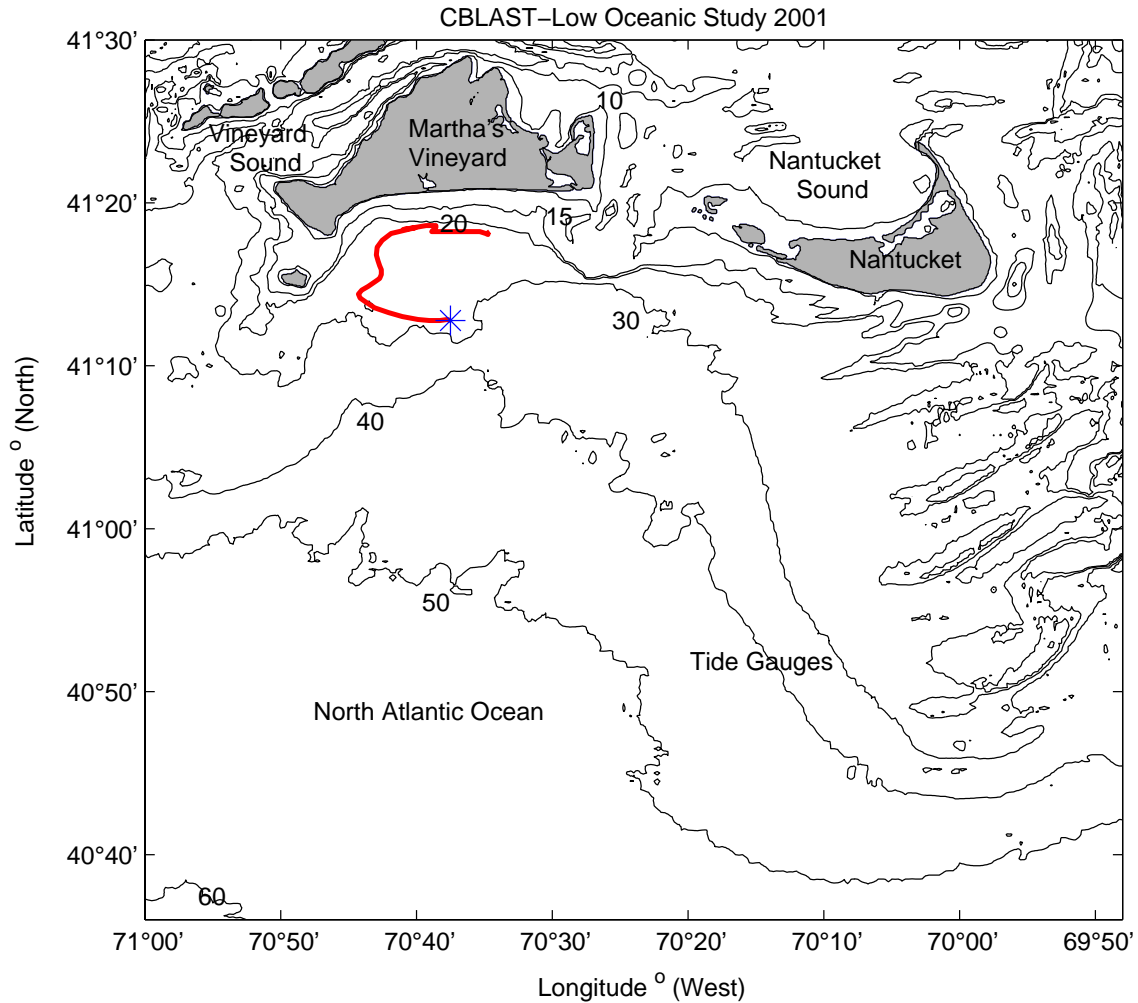 CBLAST−Low Oceanic Study 2001
41°30’
41°20’
41°10’
41°00’
40°50’
40°40’
Latitude o (North)
Vineyard
Sound
Martha’s
Vineyard
10
Nantucket
Sound
15
20
Nantucket
30
40
50
Tide Gauges
North Atlantic Ocean
60
71°00’
70°50’
70°40’
70°30’
70°20’
70°10’
70°00’
69°50’
Longitude o (West)